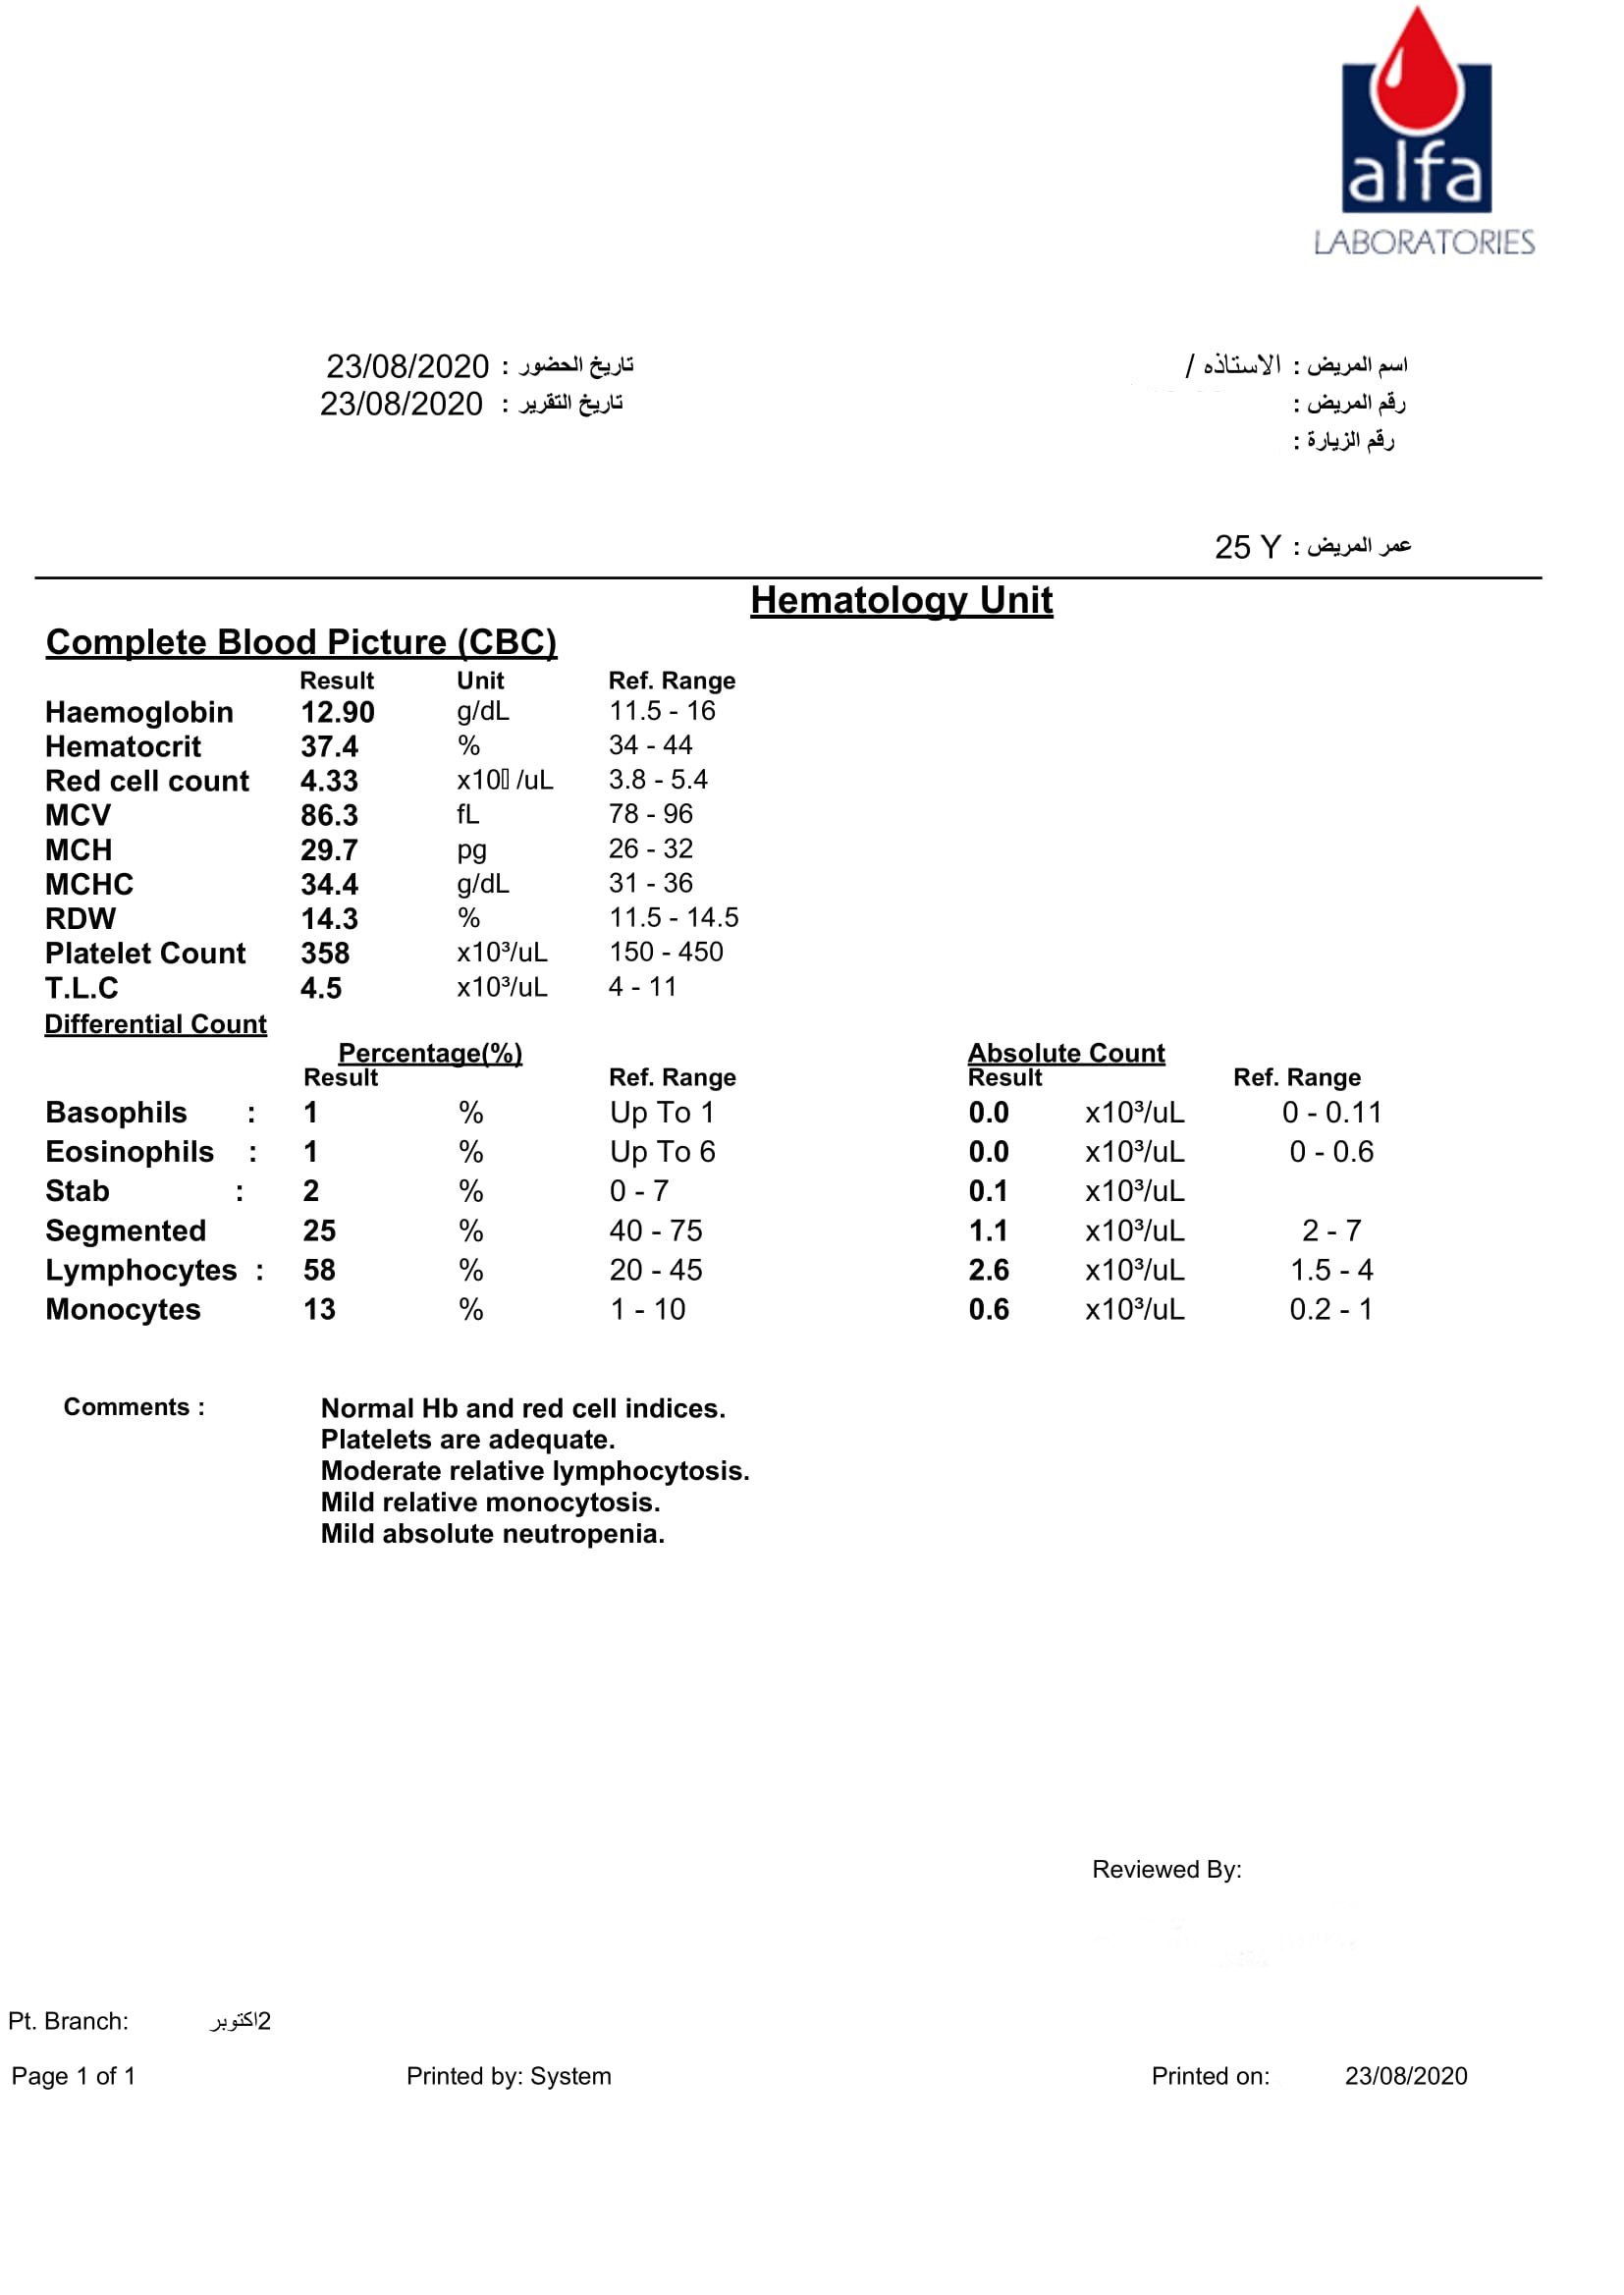 alfa
LABORATORIES
اسم المريض : الاستاذه / تاريخ الحضور : 23/08/2020
رقم المريض : تاريخ التقرير : 23/08/2020
رقم الزيارة :
عمر المريض : 25 Y
Hematology Unit
Complete Blood Picture (CBC)
Result Unit Ref. Range
Haemoglobin 12.90 g/dL 11.5 - 16
Hematocrit 37.4 % 34 - 44
Red cell count 4.33 x10▯ /uL 3.8 - 5.4
MCV 86.3 fL 78 - 96
MCH 29.7 pg 26 - 32
MCHC 34.4 g/dL 31 - 36
RDW 14.3 % 11.5 - 14.5
Platelet Count 358 x10³/uL 150 - 450
T.L.C 4.5 x10³/uL 4 - 11
Differential Count
Percentage(%) Absolute Count
Result Ref. Range Result Ref. Range
Basophils : 1 % Up To 1 0.0 x10³/uL 0 - 0.11
Eosinophils : 1 % Up To 6 0.0 x10³/uL 0 - 0.6
Stab : 2 % 0 - 7 0.1 x10³/uL
Segmented 25 % 40 - 75 1.1 x10³/uL 2 - 7
Lymphocytes : 58 % 20 - 45 2.6 x10³/uL 1.5 - 4
Monocytes 13 % 1 - 10 0.6 x10³/uL 0.2 - 1
Comments : Normal Hb and red cell indices.
Platelets are adequate.
Moderate relative lymphocytosis.
Mild relative monocytosis.
Mild absolute neutropenia.
Reviewed By:
Pt. Branch: 2اكتوبر
Page 1 of 1 Printed by: System Printed on: 23/08/2020